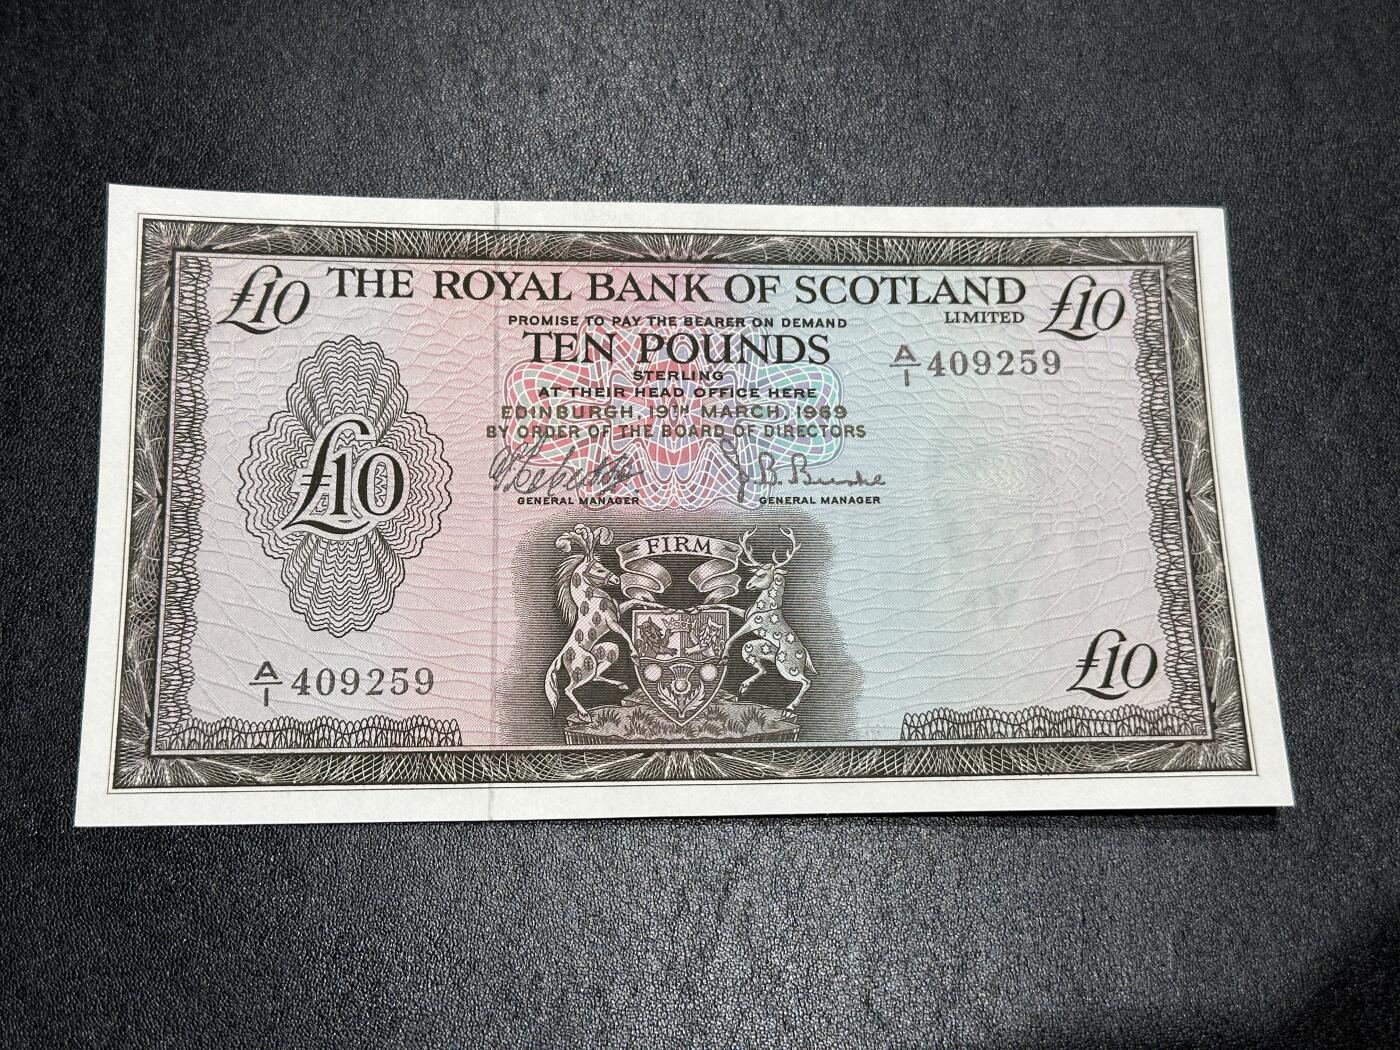 £10 THE ROYAL BANK OF SCOTLAND £10
LIMITED
PROMISE TO PAY THE BEARER ON DEMAND
TEN POUNDS
A/1 409259
STERLING
AT THEIR HEAD OFFICE HERE
EDINBURGH, 19TH MARCH, 1969
BY ORDER OF THE BOARD OF DIRECTORS
J B Burke
GENERAL MANAGER GENERAL MANAGER
£10
FIRM
A/1 409259
£10